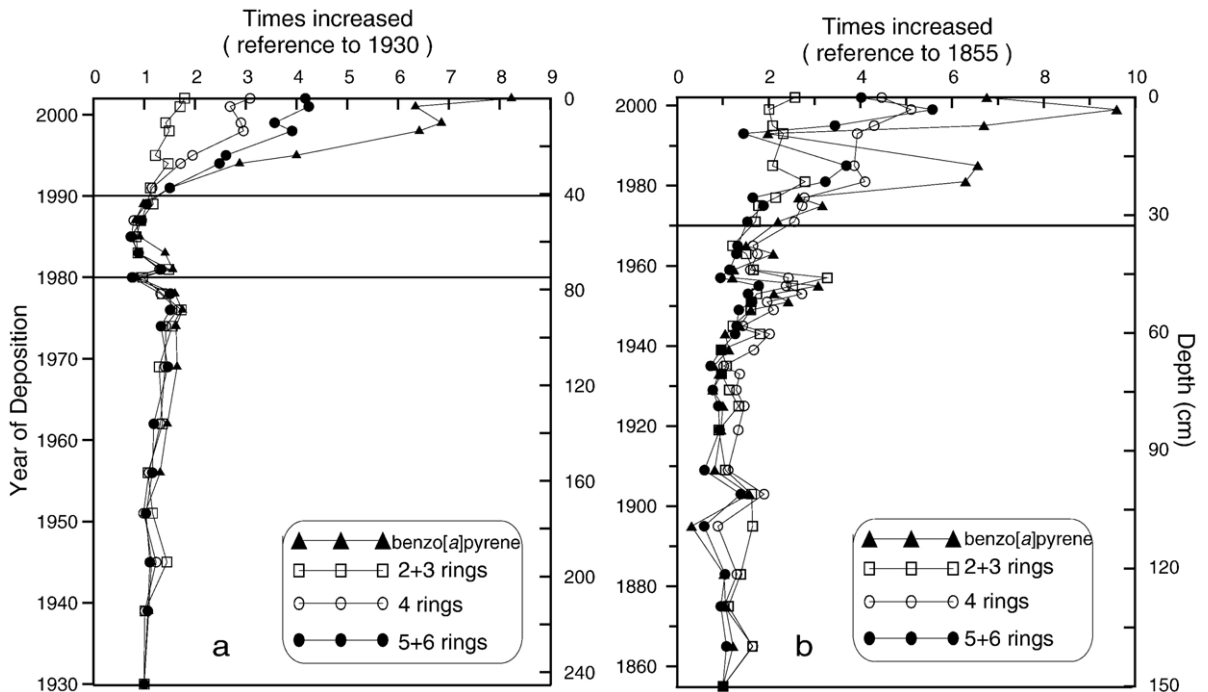 Times increased
( reference to 1930 )
0 1 2 3 4 5 6 7 8 9
Year of Deposition
2000
1990
1980
1970
1960
1950
1940
1930
0
40
80
120
160
200
240
benzo[a]pyrene
2+3 rings
4 rings
5+6 rings
a
Times increased
( reference to 1855 )
0 2 4 6 8 10
2000
1980
1960
1940
1920
1900
1880
1860
0
30
60
90
120
150
Depth (cm)
benzo[a]pyrene
2+3 rings
4 rings
5+6 rings
b